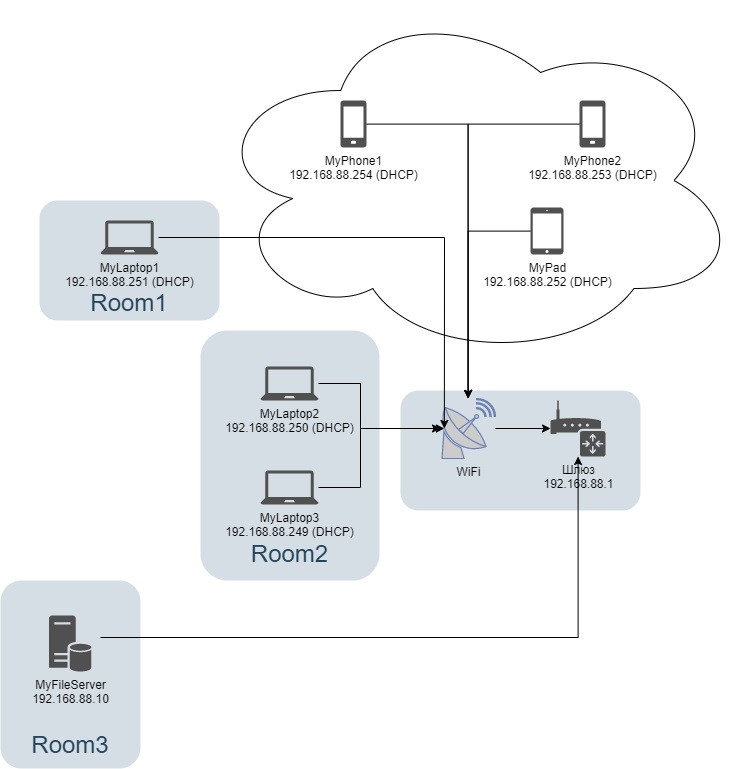 MyPhone1
192.168.88.254 (DHCP)
MyPhone2
192.168.88.253 (DHCP)
MyPad
192.168.88.252 (DHCP)
MyLaptop1
192.168.88.251 (DHCP)
Room1
MyLaptop2
192.168.88.250 (DHCP)
MyLaptop3
192.168.88.249 (DHCP)
Room2
WiFi
Шлюз
192.168.88.1
MyFileServer
192.168.88.10
Room3